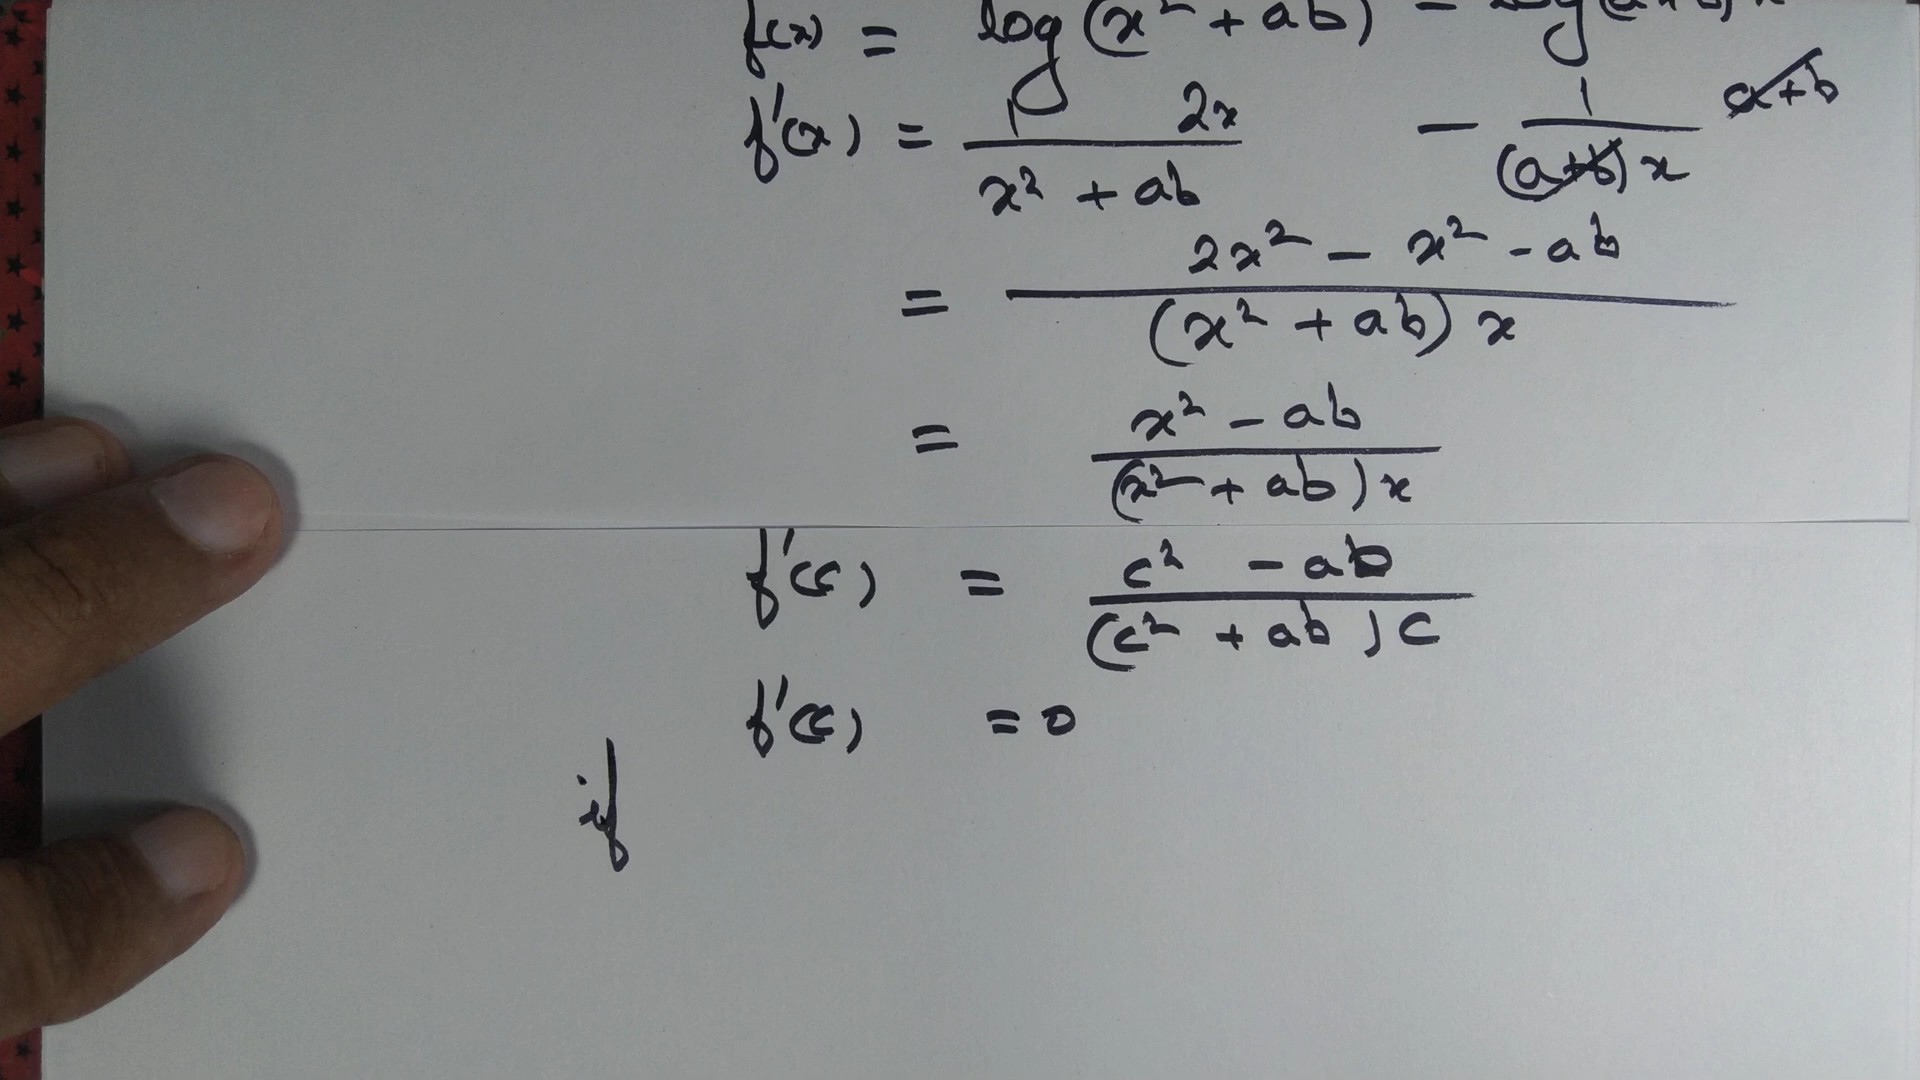 f(x) = log(x² + ab) - log(a+b)x
f'(x) = 1 2x / x² + ab - 1 / (a+b)x a+b
= 2x² - x² - ab / (x² + ab) x
= x² - ab / (x² + ab) x
f'(c) = c² - ab / (c² + ab) c
f'(c) = 0
if